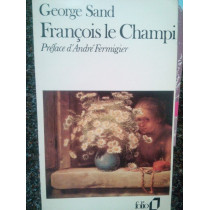 George Sand
François le Champi
Préface d'André Fermigier
folio